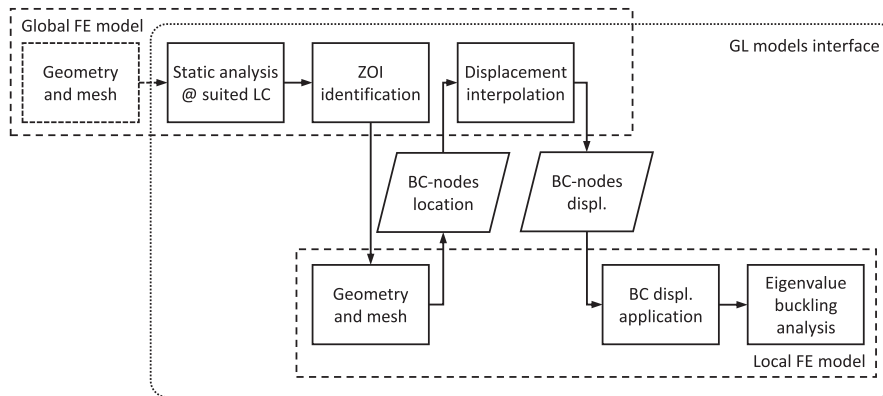 Global FE model
GL models interface
Geometry
and mesh
Static analysis
@ suited LC
ZOI
identification
Displacement
interpolation
BC-nodes
location
BC-nodes
displ.
Geometry
and mesh
BC displ.
application
Eigenvalue
buckling
analysis
Local FE model